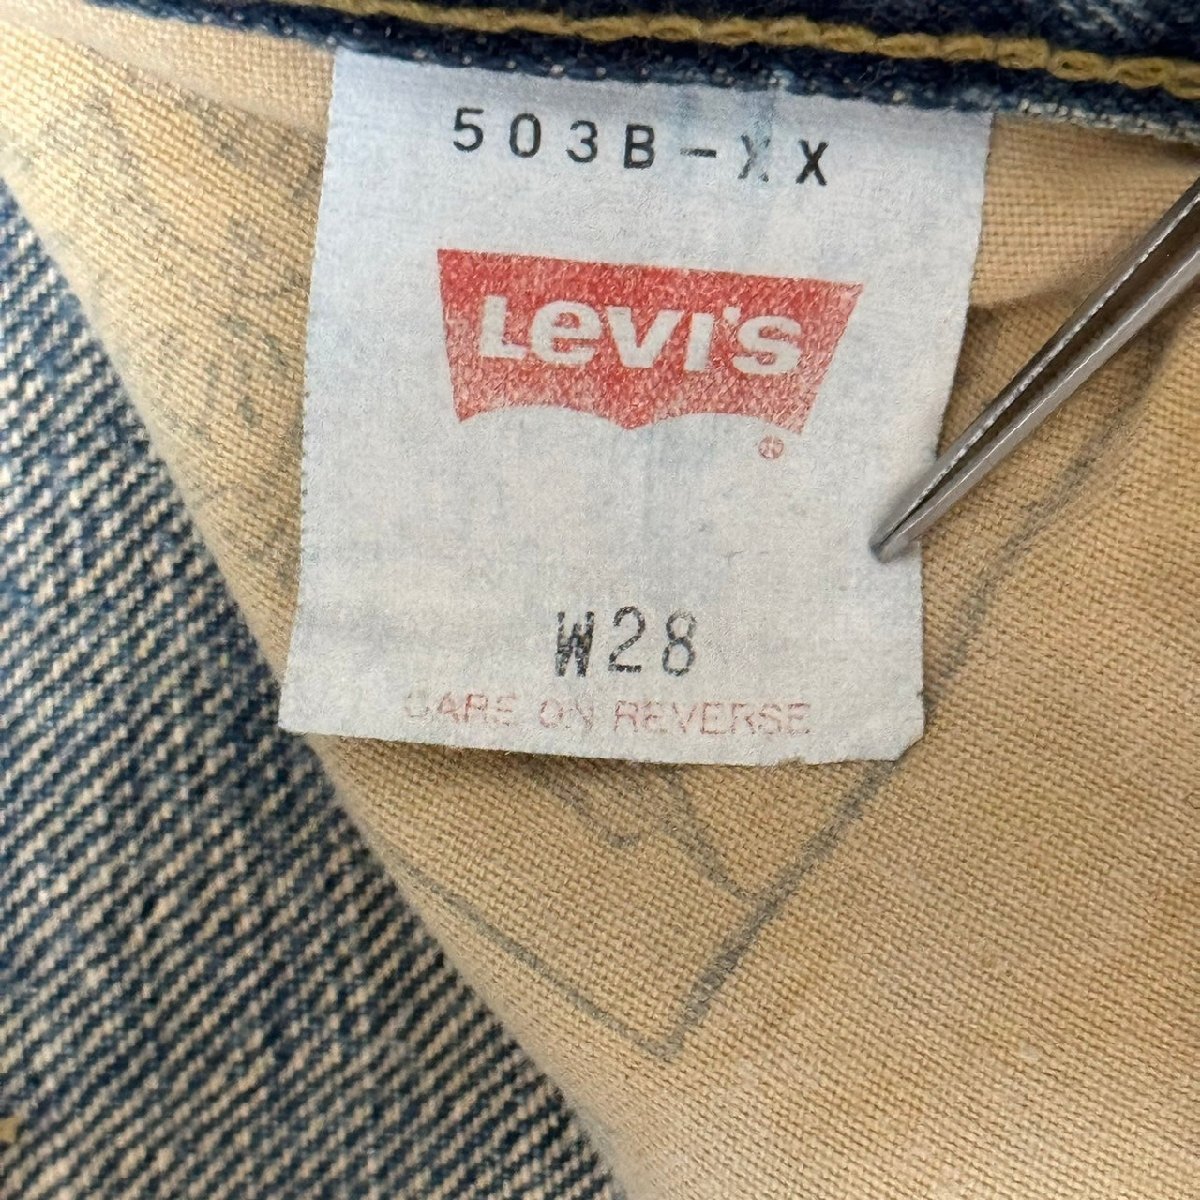 503B-XX
Levi's
®
W28
CARE ON REVERSE